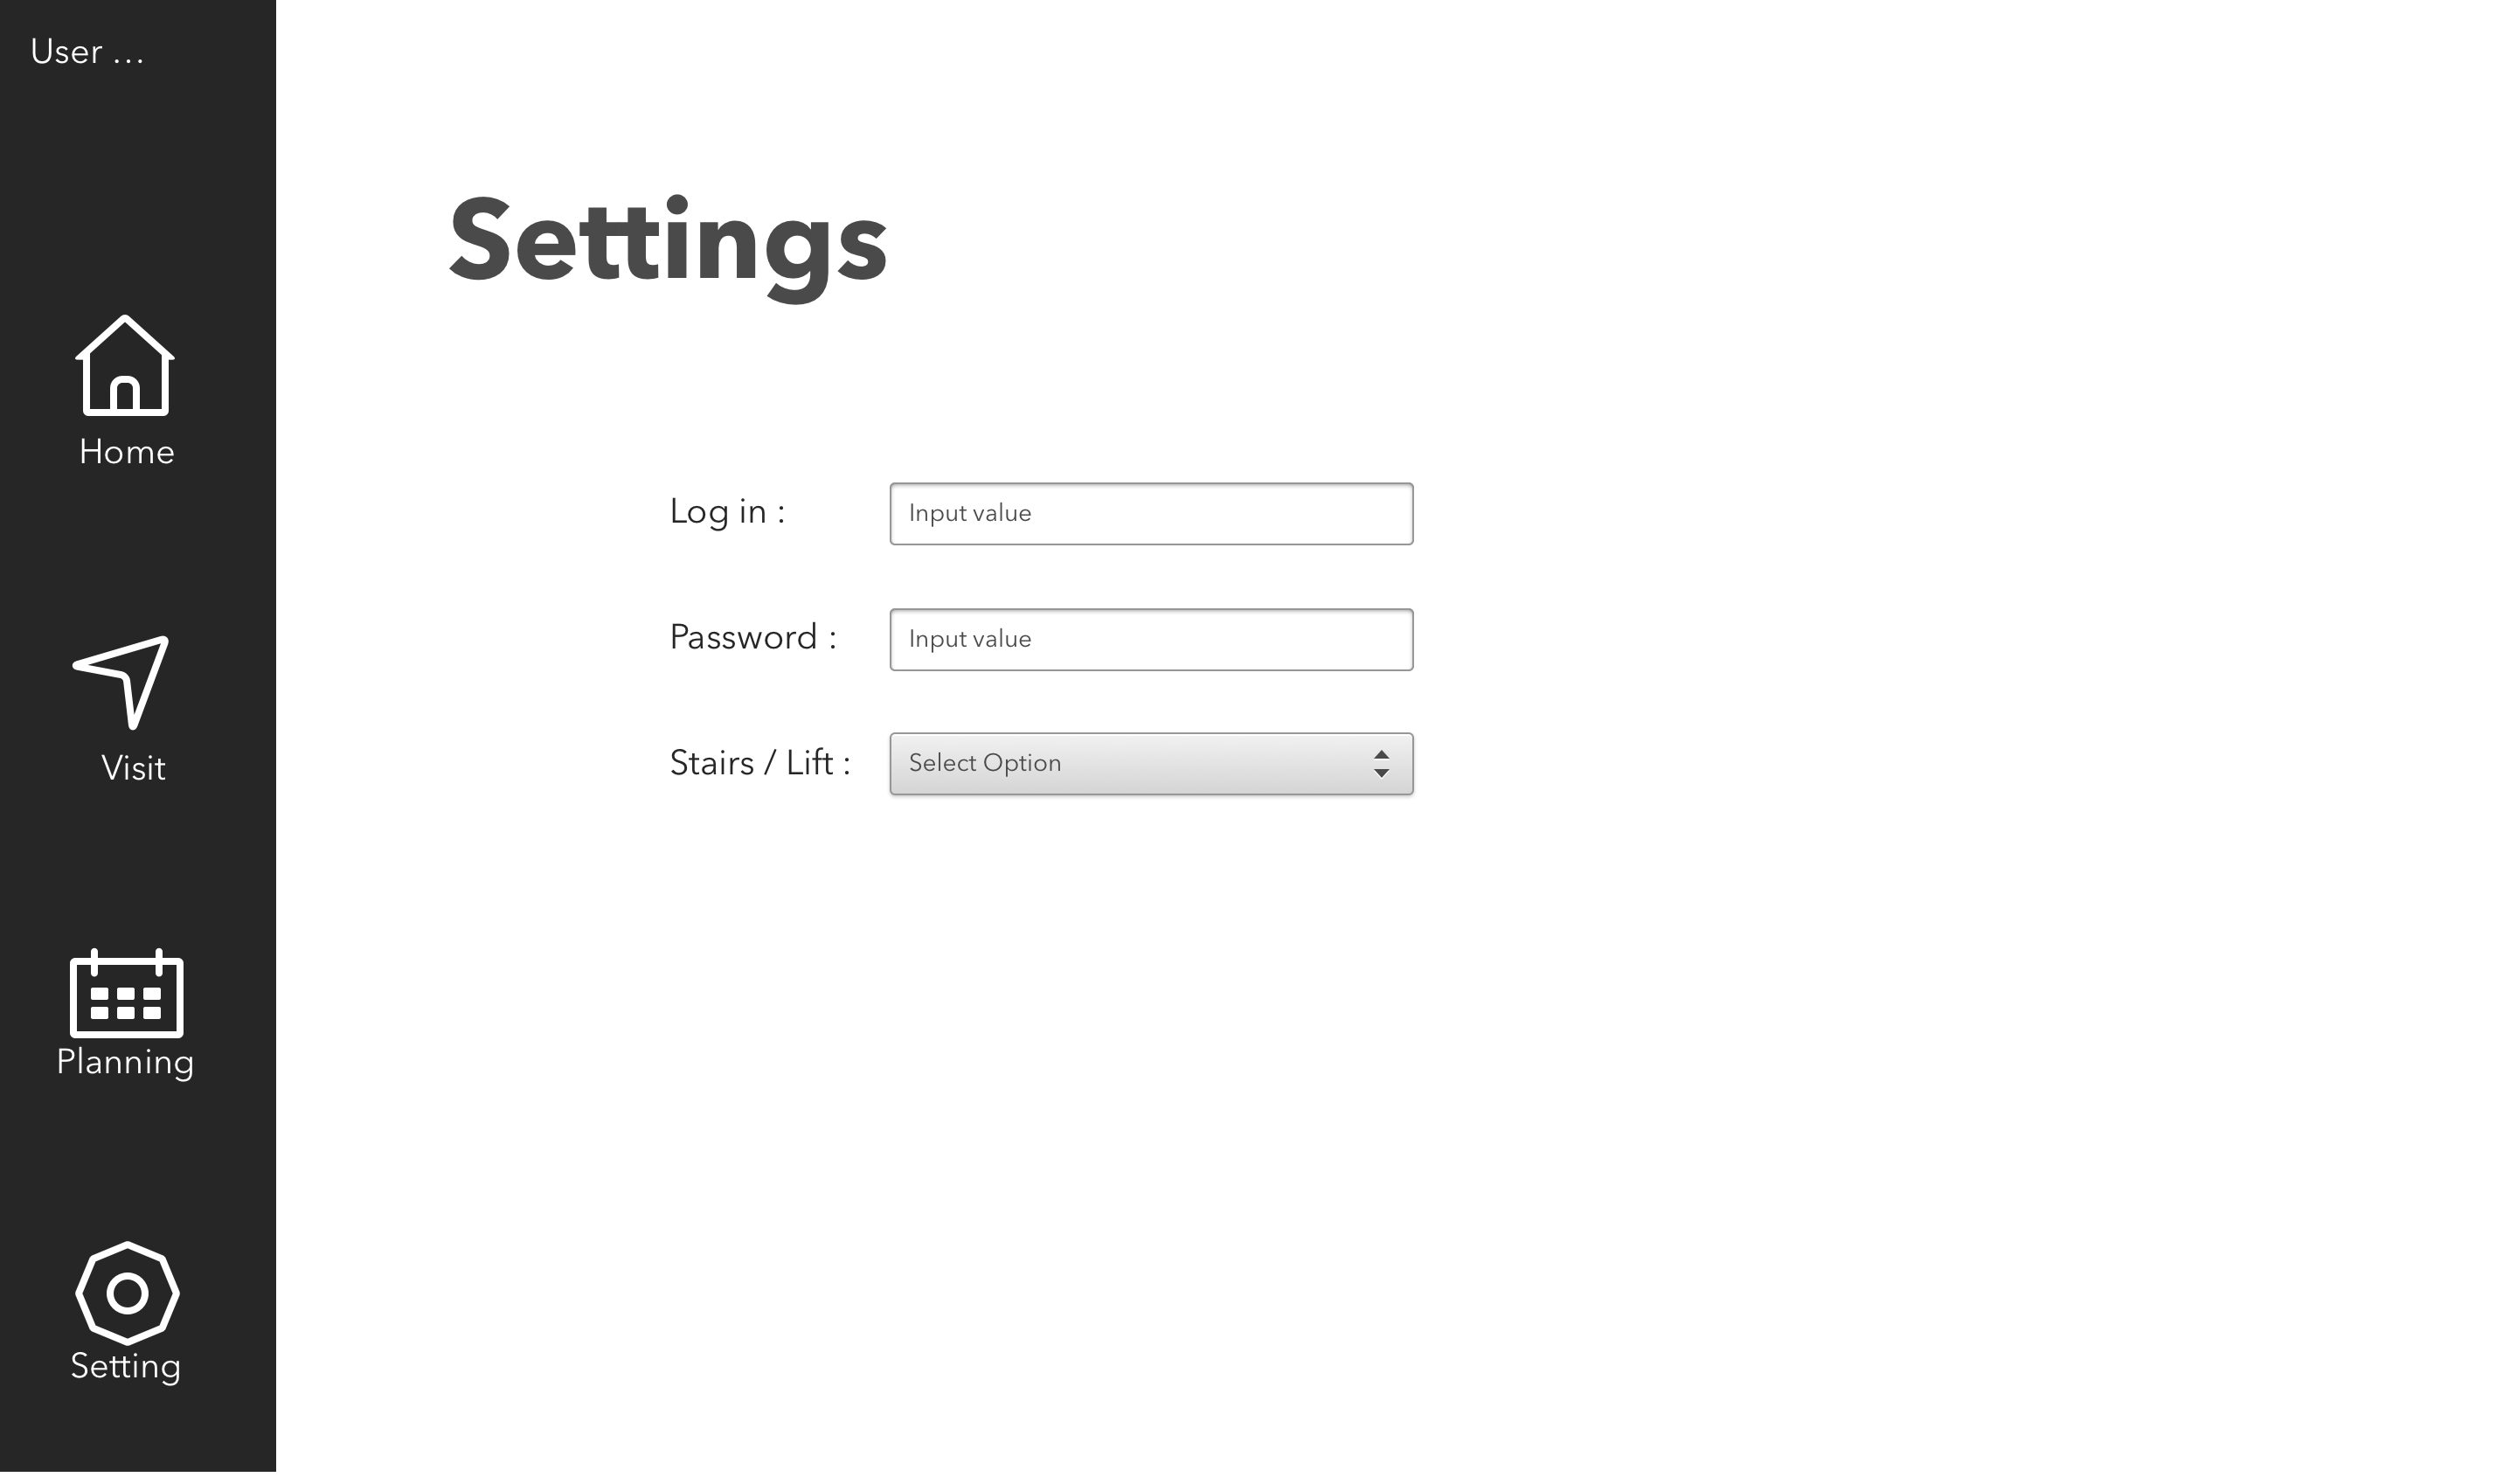 User ...
Home
Visit
Planning
Setting
Settings
Log in :
Input value
Password :
Input value
Stairs / Lift :
Select Option